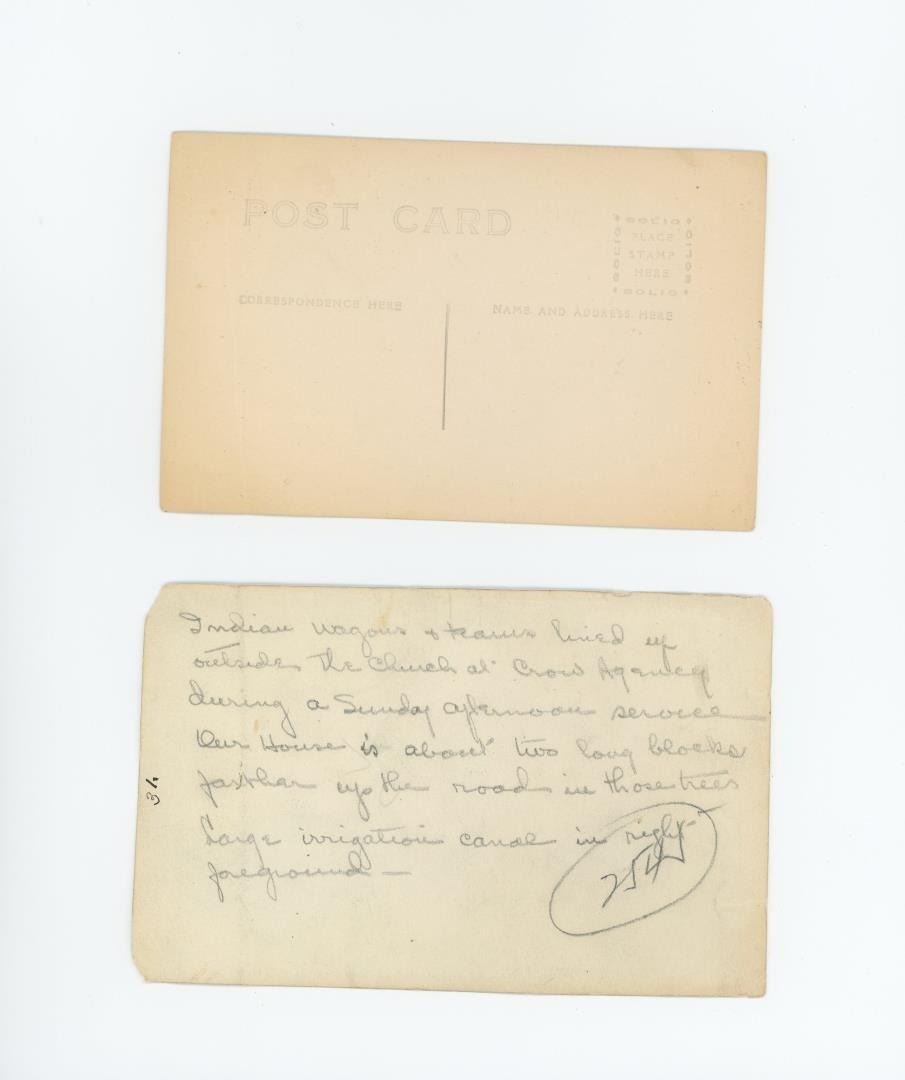 POST CARD
SOLIO
PLACE
STAMP
HERE
SOLIO
CORRESPONDENCE HERE
NAME AND ADDRESS HERE
Indian wagons & teams lined up
outside the Church at Crow Agency
during a Sunday afternoon service
Our House is about two long blocks
farther up the road in those trees
Large irrigation canal in right
foreground —
2545